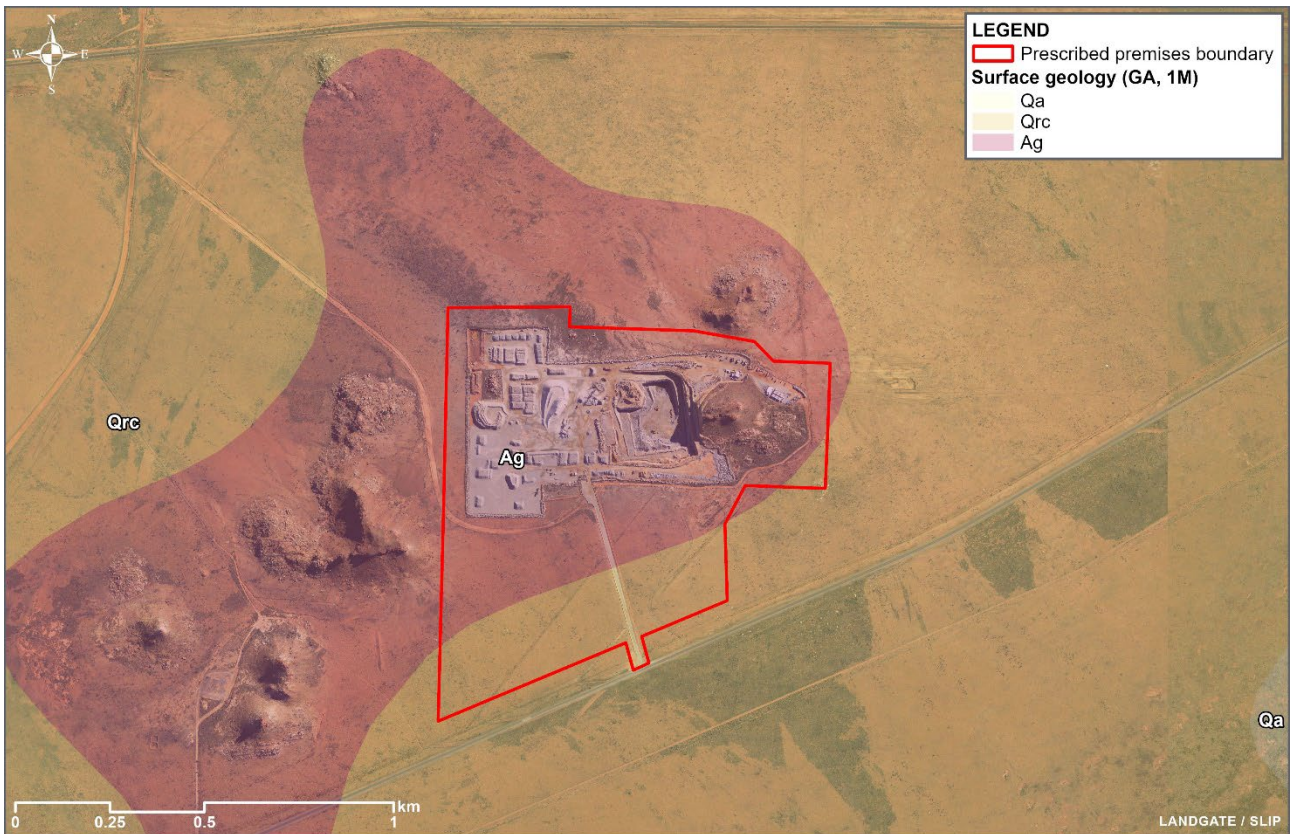 N
W E
S
LEGEND
Prescribed premises boundary
Surface geology (GA, 1M)
Qa
Qrc
Ag
Qrc
Ag
Qa
km
0 0.25 0.5 1
LANDGATE / SLIP